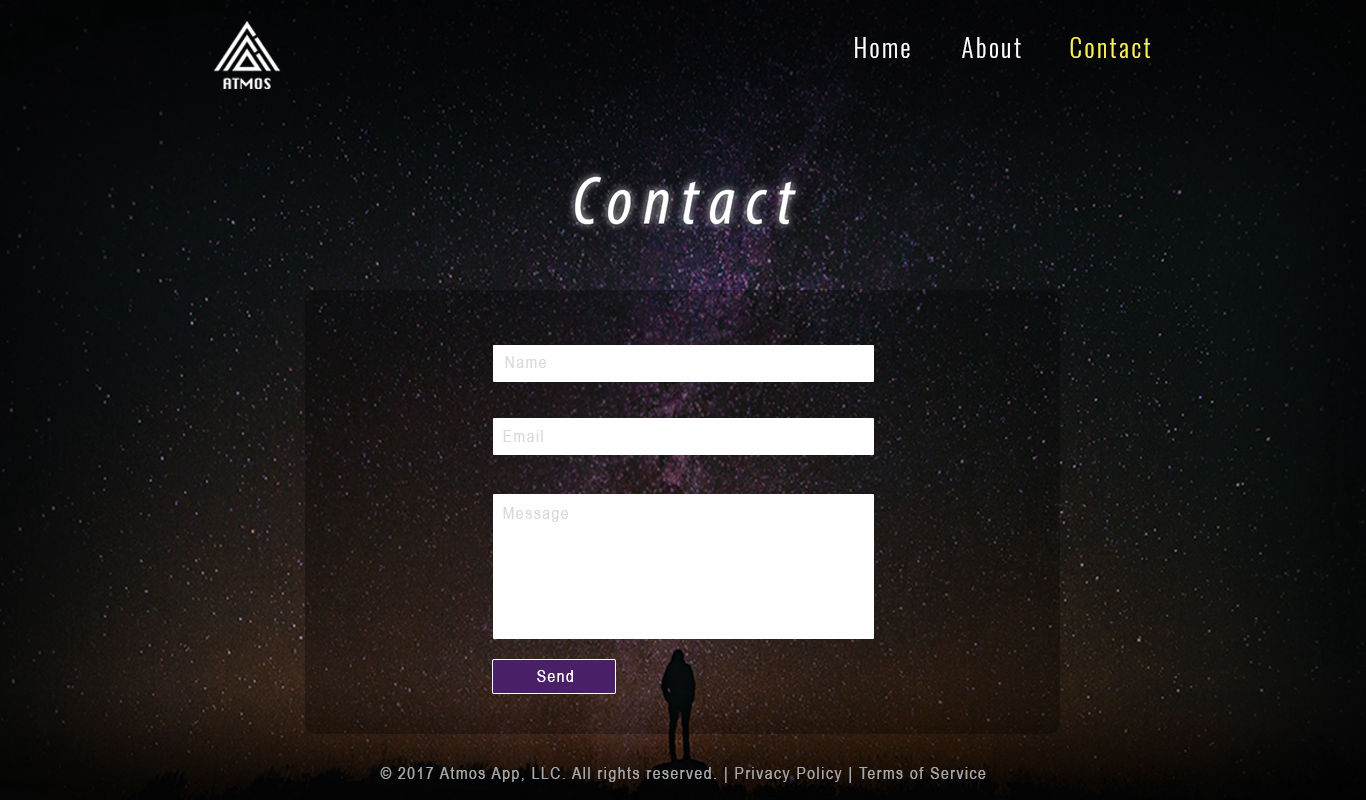 ATMOS
Home About Contact
Contact
Name
Email
Message
Send
© 2017 Atmos App, LLC. All rights reserved. | Privacy Policy | Terms of Service